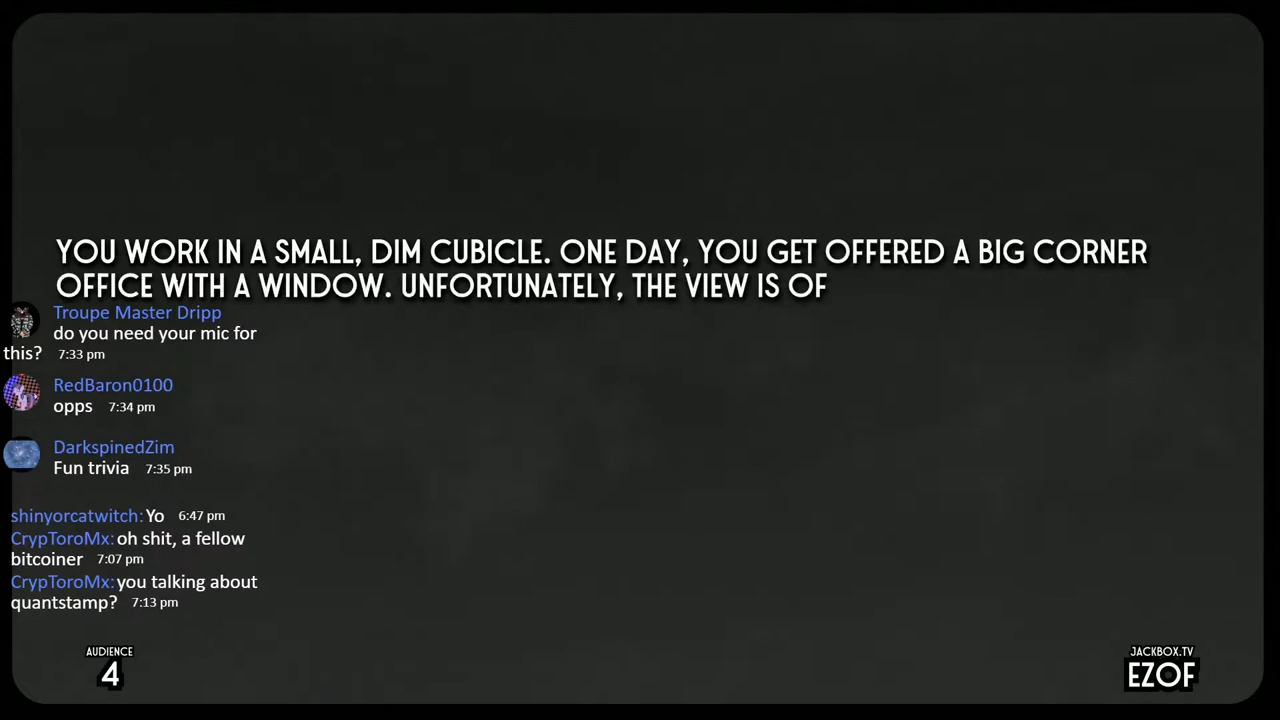 YOU WORK IN A SMALL, DIM CUBICLE. ONE DAY, YOU GET OFFERED A BIG CORNER
OFFICE WITH A WINDOW. UNFORTUNATELY, THE VIEW IS OF
Troupe Master Dripp
do you need your mic for
this? 7:33 pm
RedBaron0100
opps 7:34 pm
DarkspinedZim
Fun trivia 7:35 pm
shinyorcatwitch: Yo 6:47 pm
CrypToroMx: oh shit, a fellow
bitcoiner 7:07 pm
CrypToroMx: you talking about
quantstamp? 7:13 pm
AUDIENCE
4
JACKBOX.TV
EZOF